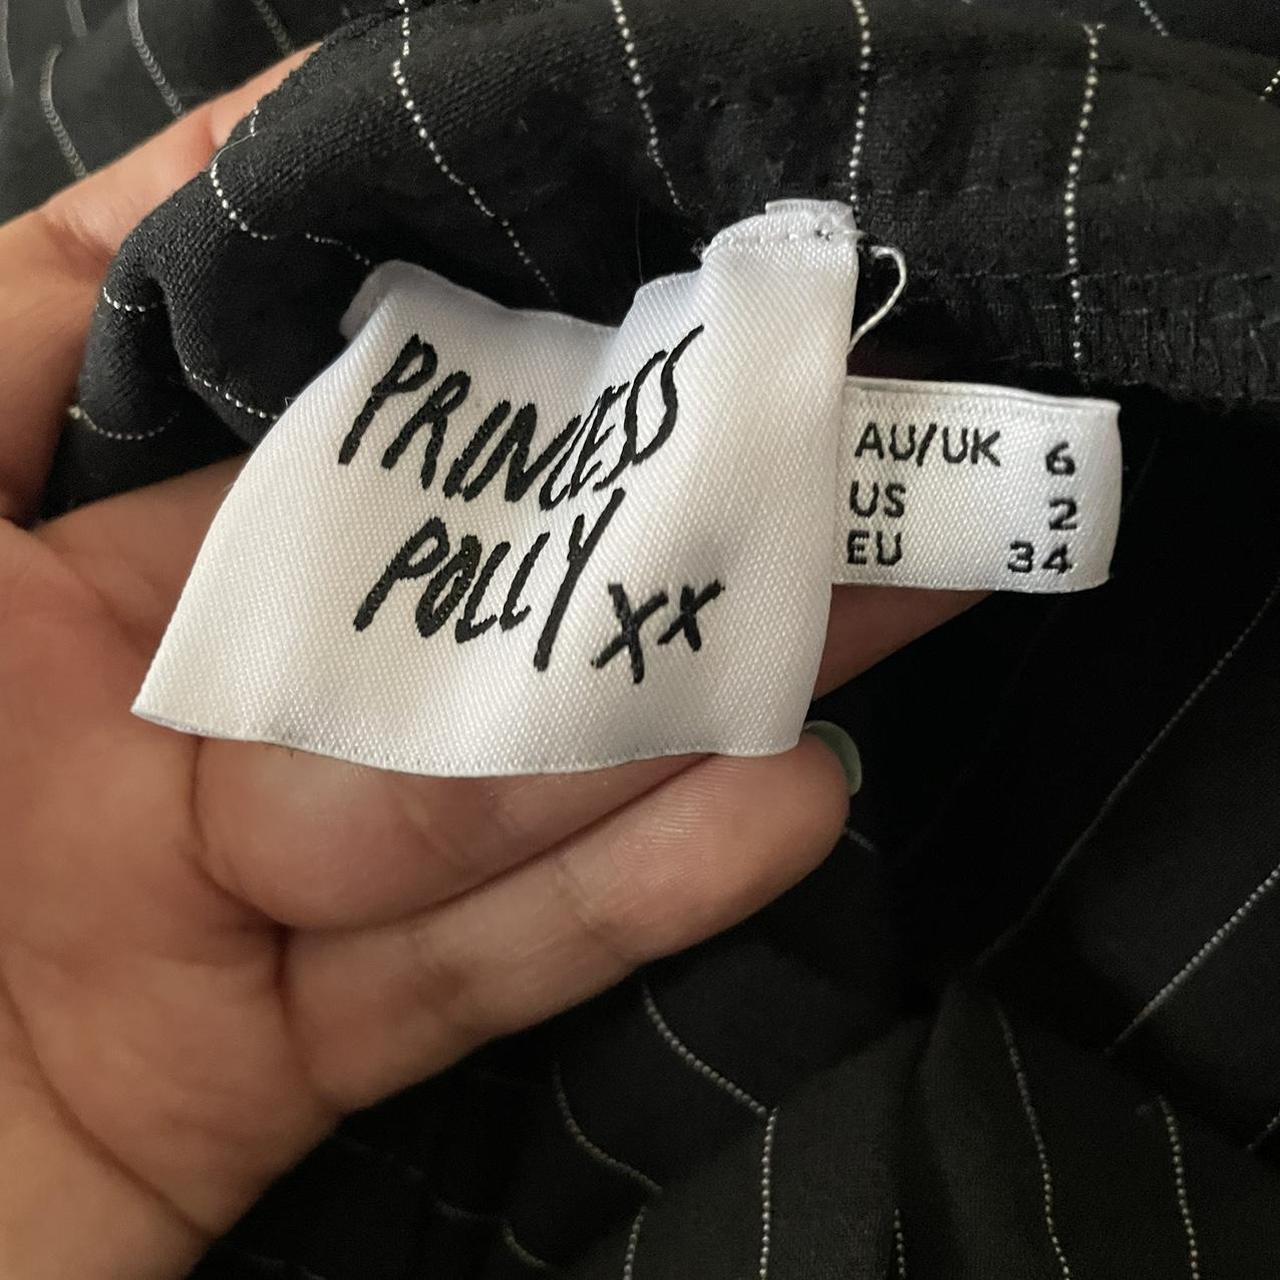 PRINCESS
POLLY xx
AU/UK 6
US 2
EU 34